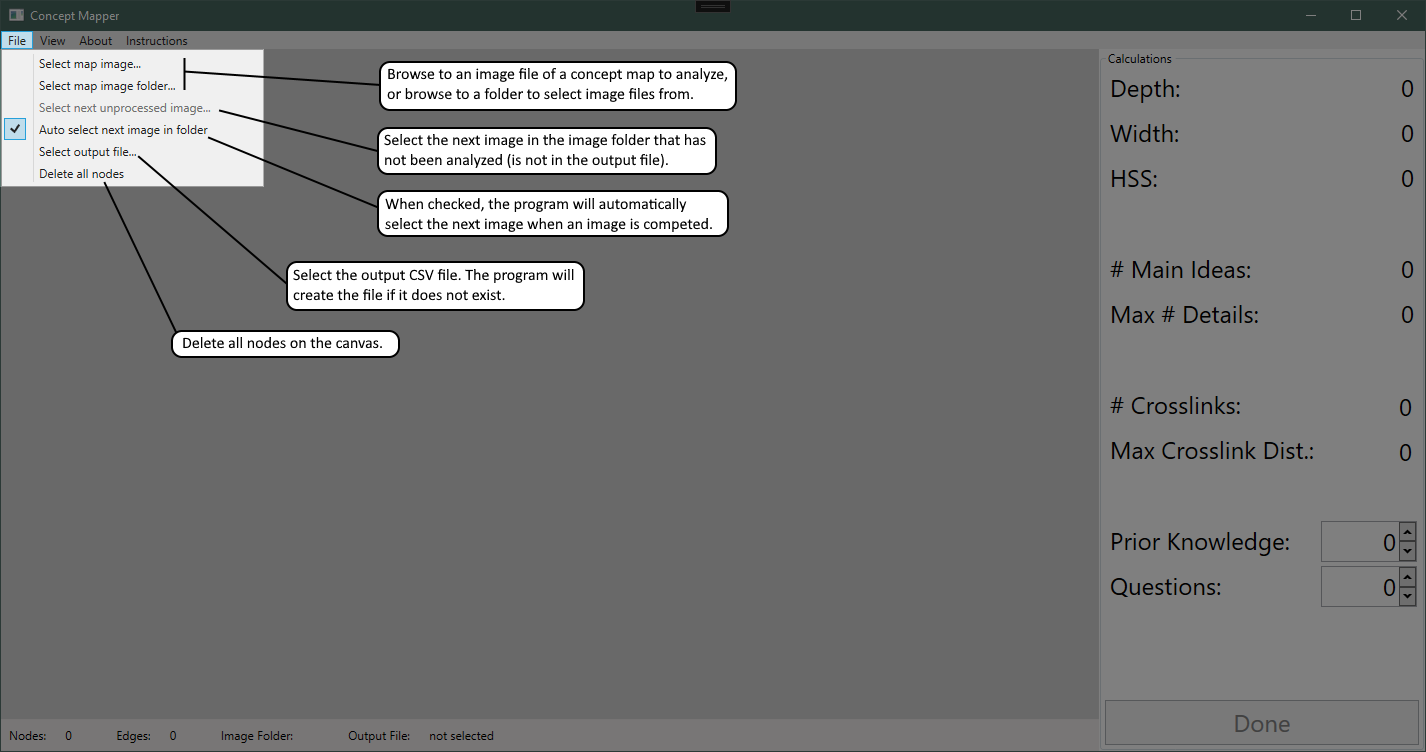 Concept Mapper
File View About Instructions
Select map image...
Select map image folder...
Select next unprocessed image...
Auto select next image in folder
Select output file...
Delete all nodes
Browse to an image file of a concept map to analyze,
or browse to a folder to select image files from.
Select the next image in the image folder that has
not been analyzed (is not in the output file).
When checked, the program will automatically
select the next image when an image is competed.
Select the output CSV file. The program will
create the file if it does not exist.
Delete all nodes on the canvas.
Calculations
Depth: 0
Width: 0
HSS: 0
# Main Ideas: 0
Max # Details: 0
# Crosslinks: 0
Max Crosslink Dist.: 0
Prior Knowledge: 0
Questions: 0
Done
Nodes: 0 Edges: 0 Image Folder: Output File: not selected